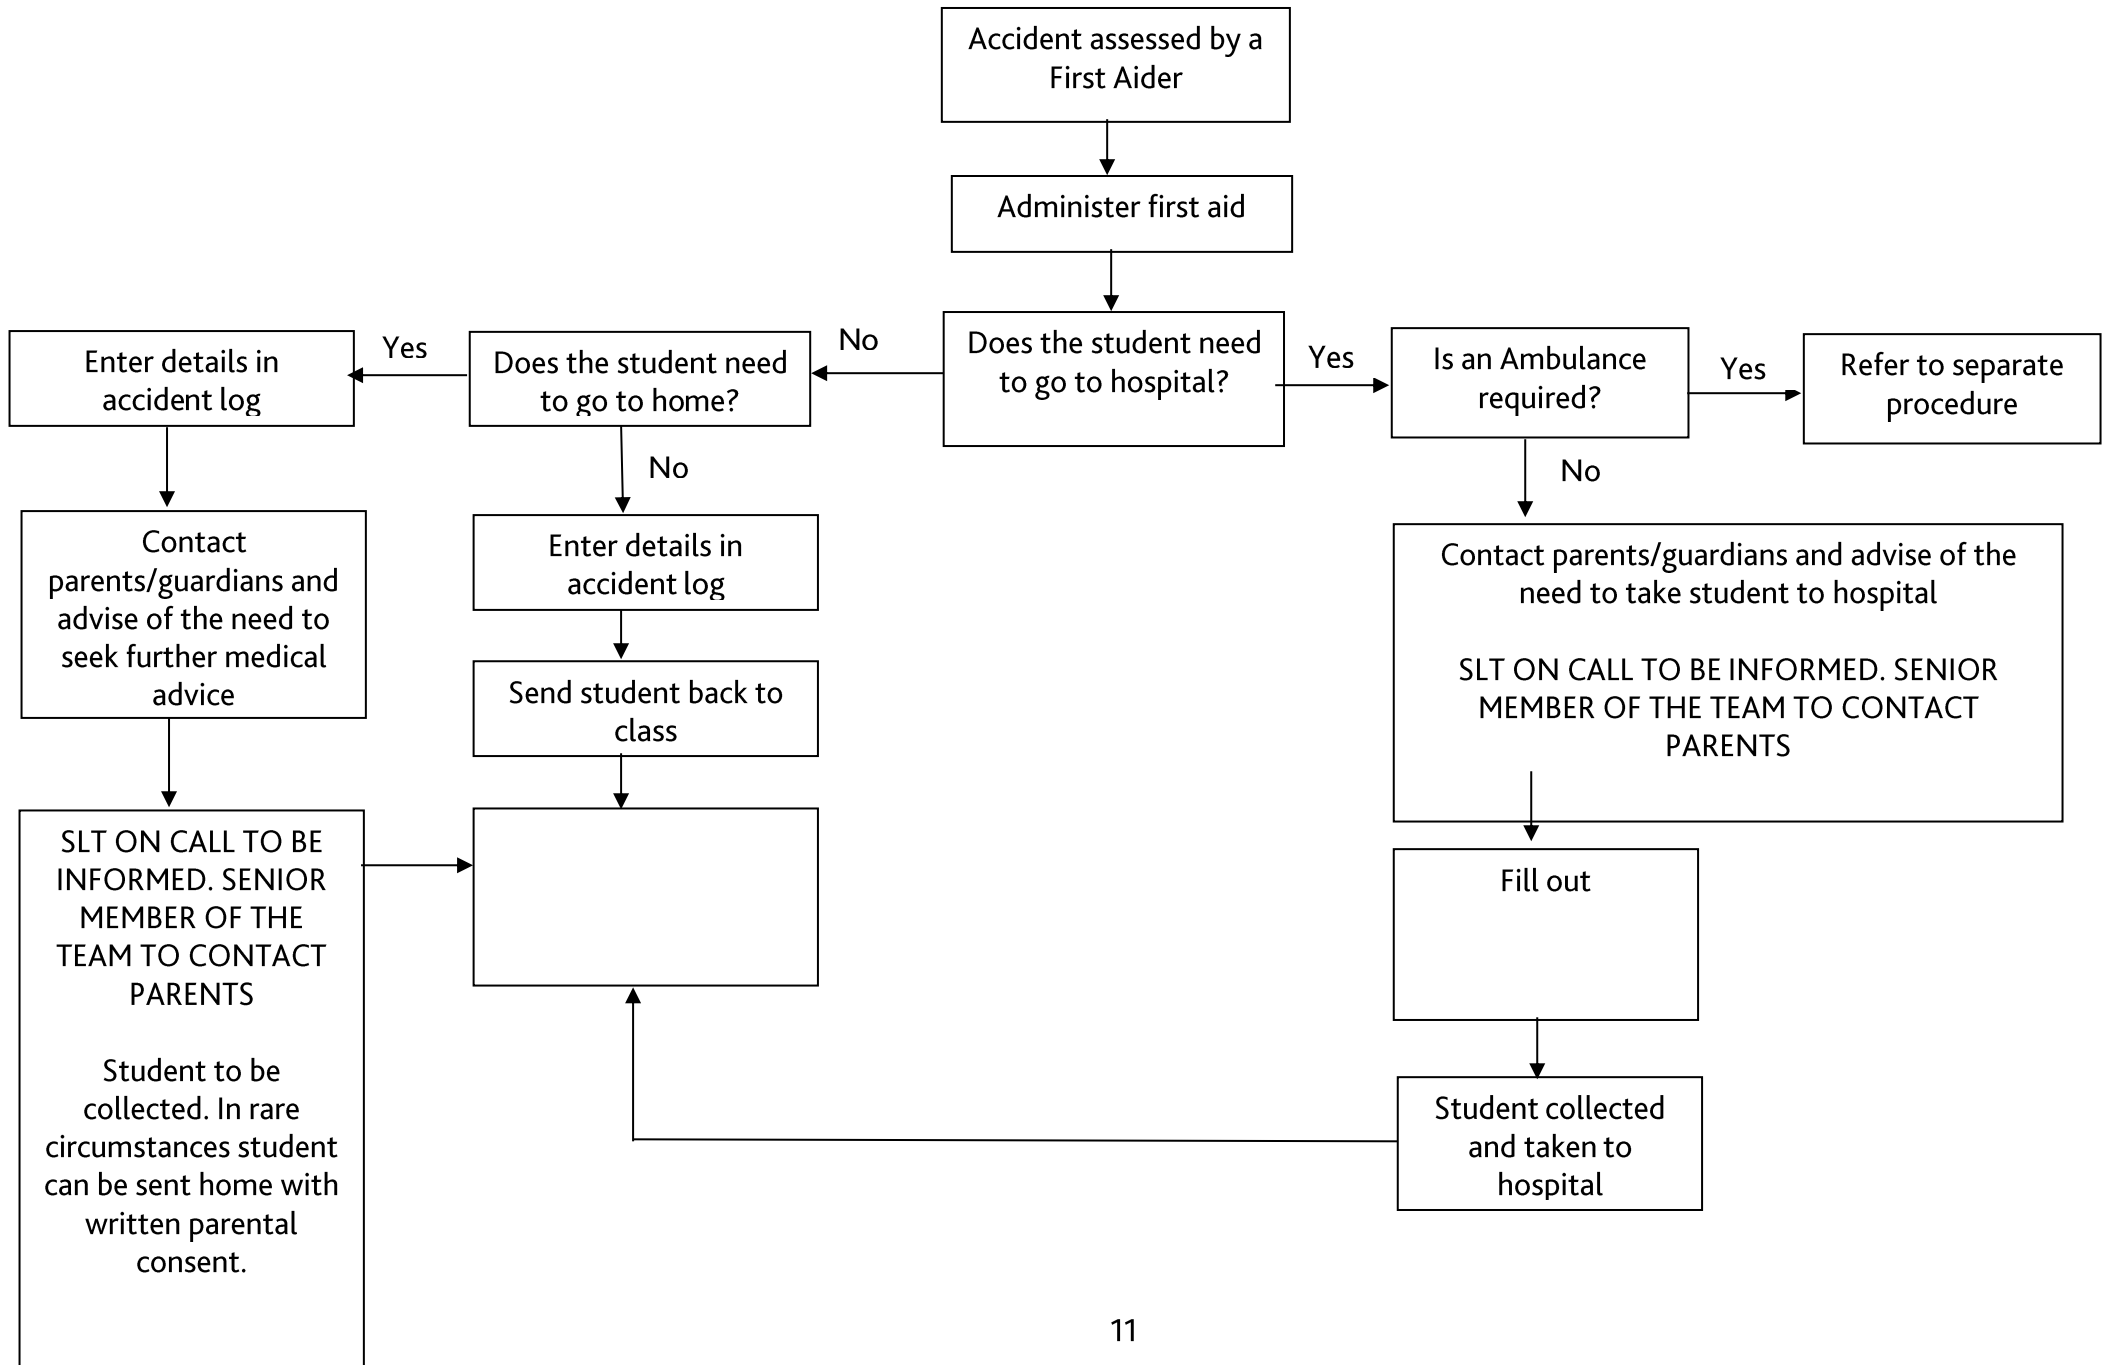 Accident assessed by a
First Aider
Administer first aid
Does the student need
to go to hospital?
No
Yes
Does the student need
to go to home?
Yes
Enter details in
accident log
Contact
parents/guardians and
advise of the need to
seek further medical
advice
SLT ON CALL TO BE
INFORMED. SENIOR
MEMBER OF THE
TEAM TO CONTACT
PARENTS
Student to be
collected. In rare
circumstances student
can be sent home with
written parental
consent.
No
Enter details in
accident log
Send student back to
class
Is an Ambulance
required?
Yes
Refer to separate
procedure
No
Contact parents/guardians and advise of the
need to take student to hospital
SLT ON CALL TO BE INFORMED. SENIOR
MEMBER OF THE TEAM TO CONTACT
PARENTS
Fill out
Student collected
and taken to
hospital
11